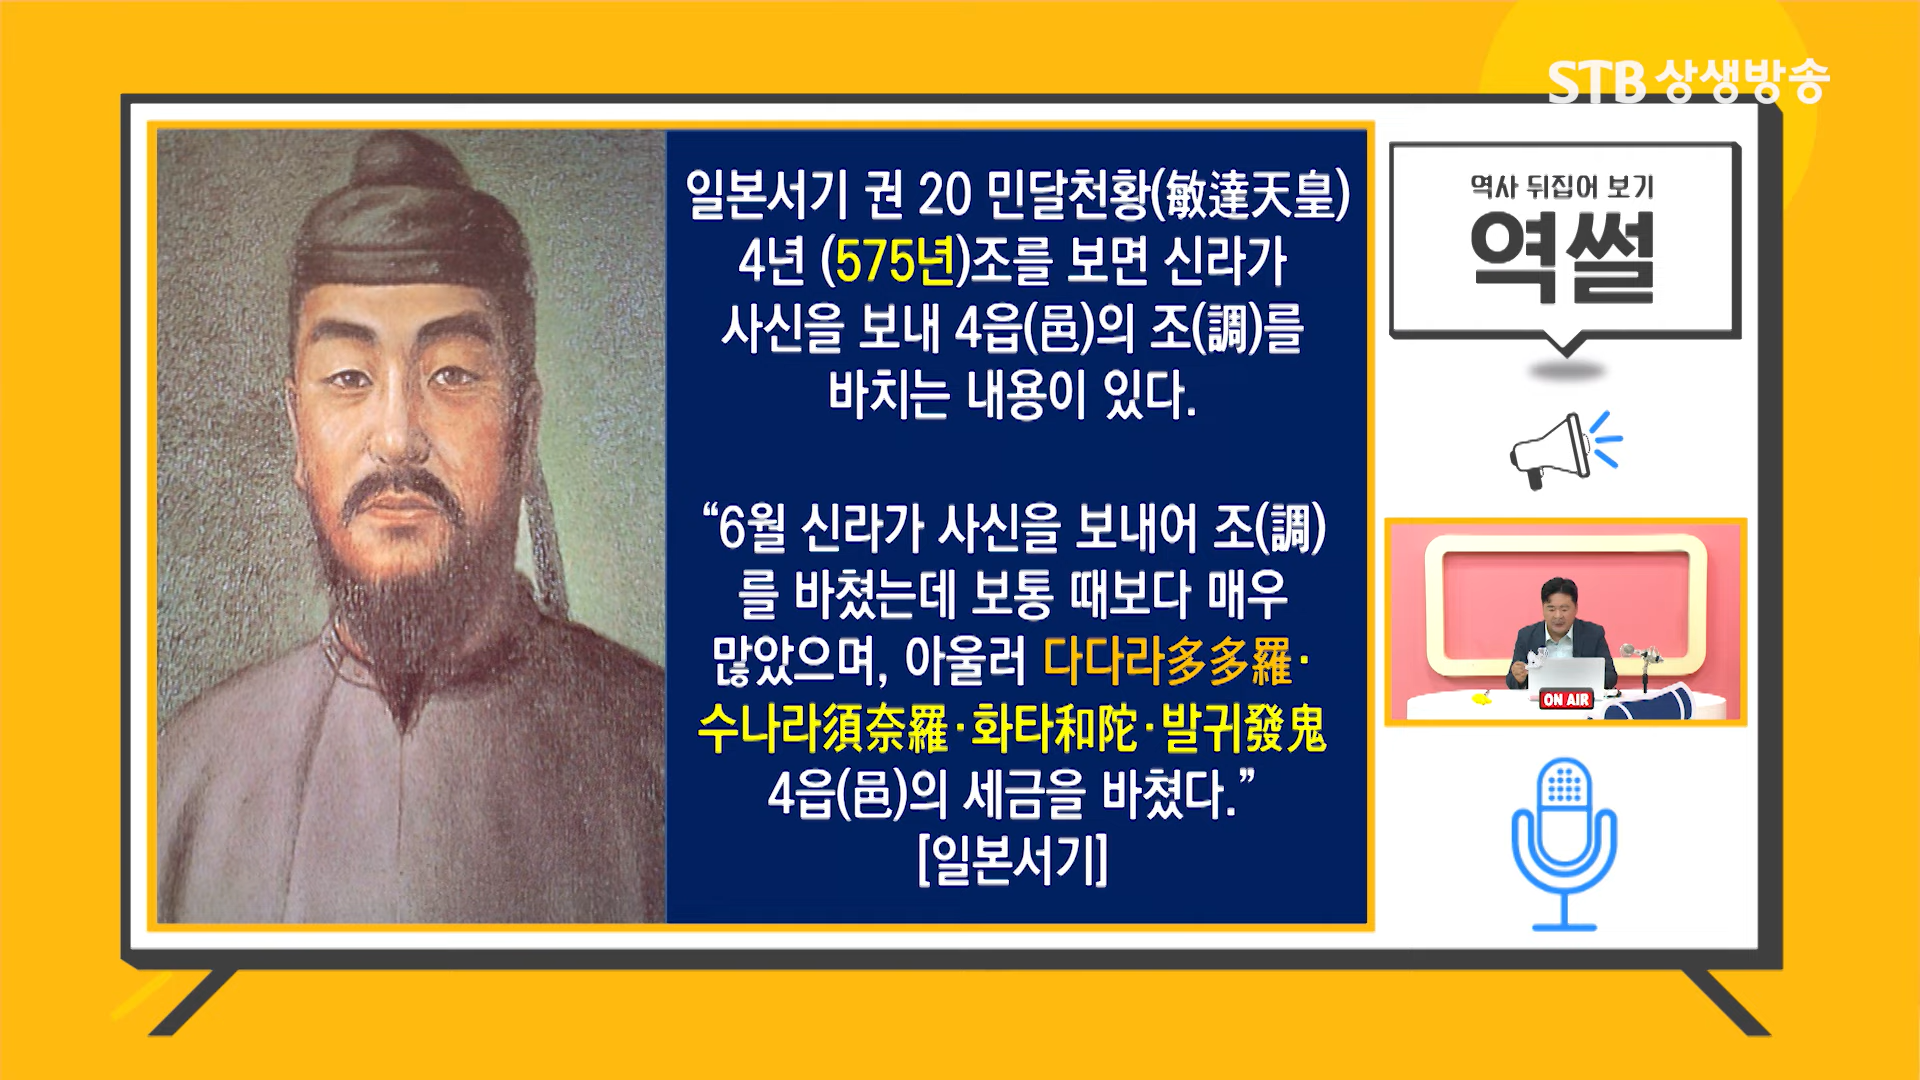 STB 상생방송
일본서기 권 20 민달천황(敏達天皇)
4년 (575년)조를 보면 신라가
사신을 보내 4읍(邑)의 조(調)를
바치는 내용이 있다.
“6월 신라가 사신을 보내어 조(調)
를 바쳤는데 보통 때보다 매우
많았으며, 아울러 다다라多多羅·
수나라須奈羅·화타和陀·발귀發鬼
4읍(邑)의 세금을 바쳤다.”
[일본서기]
역사 뒤집어 보기
역썰
ON AIR